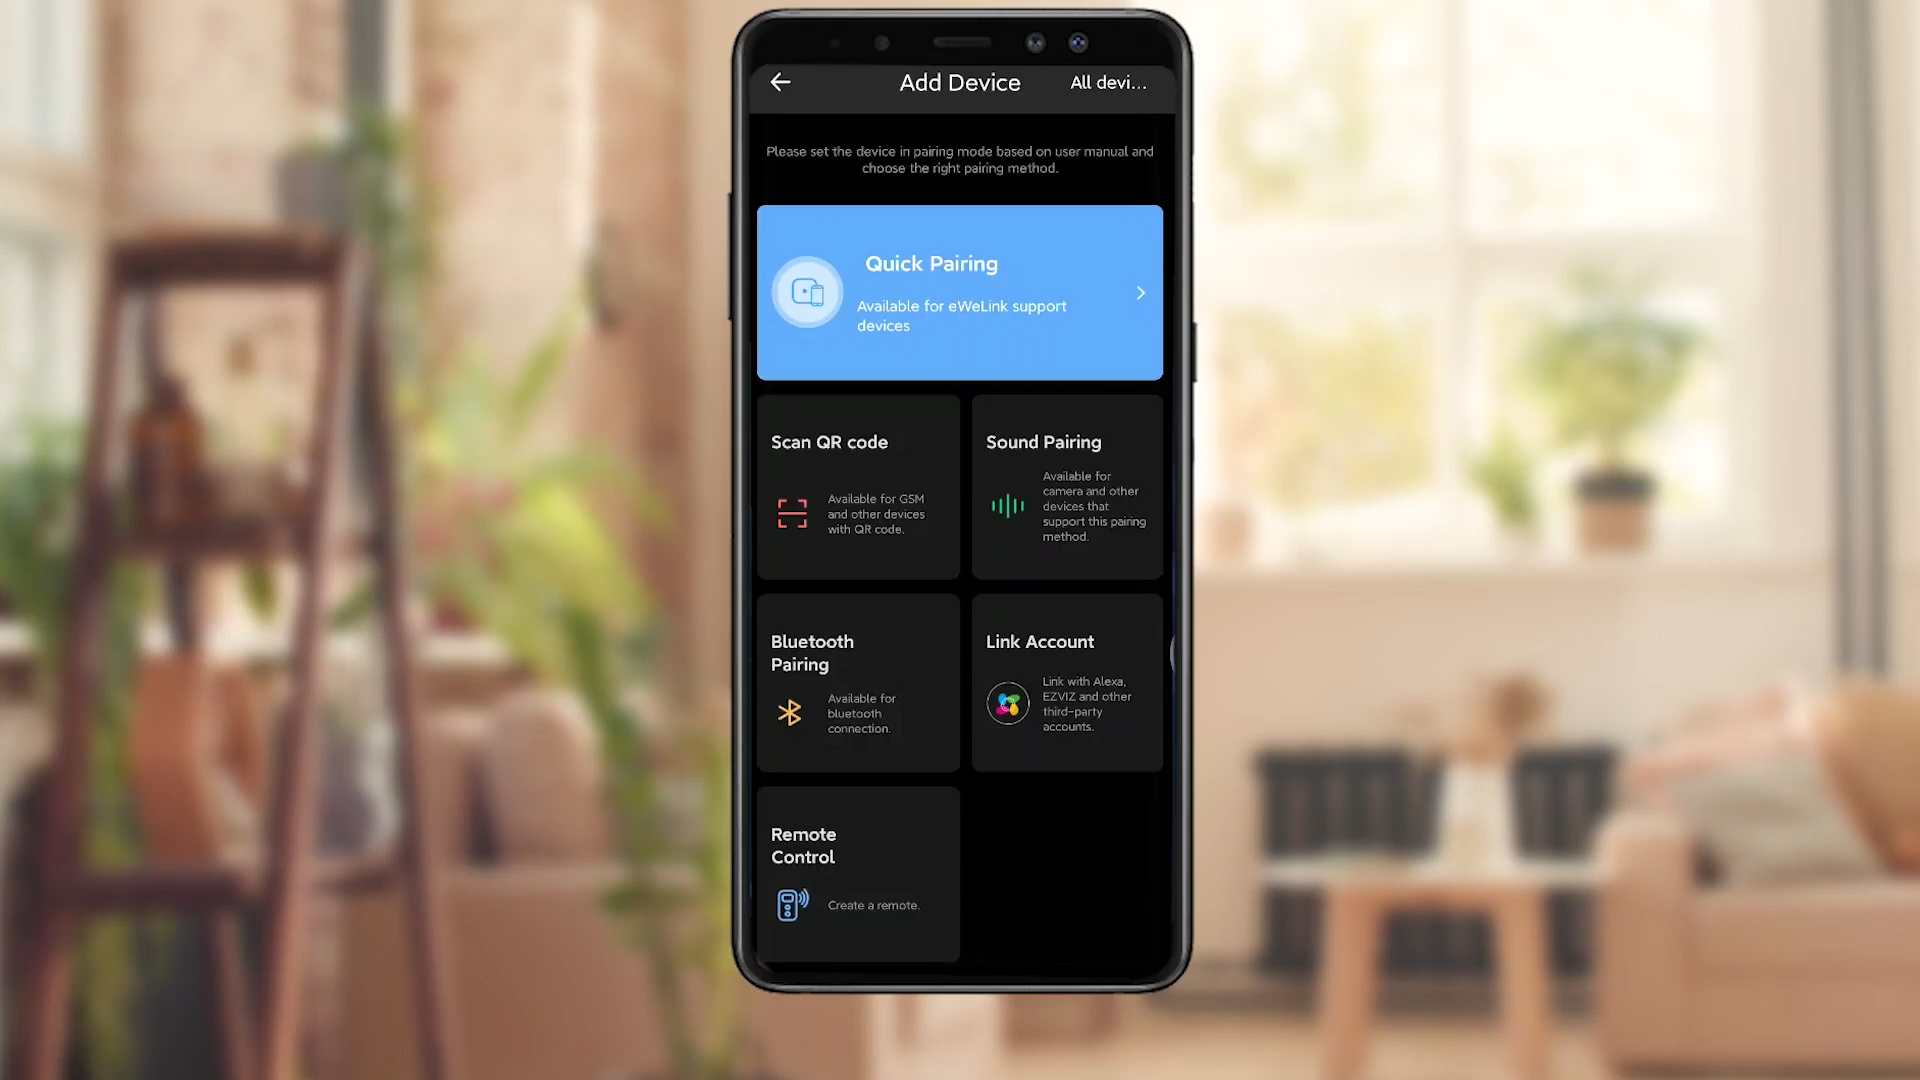 Add Device
All devi...
Please set the device in pairing mode based on user manual and
choose the right pairing method.
Quick Pairing
Available for eWeLink support
devices
Scan QR code
Available for GSM
and other devices
with QR code.
Sound Pairing
Available for
camera and other
devices that
support this pairing
method.
Bluetooth
Pairing
Available for
bluetooth
connection.
Link Account
Link with Alexa,
EZVIZ and other
third-party
accounts.
Remote
Control
Create a remote.